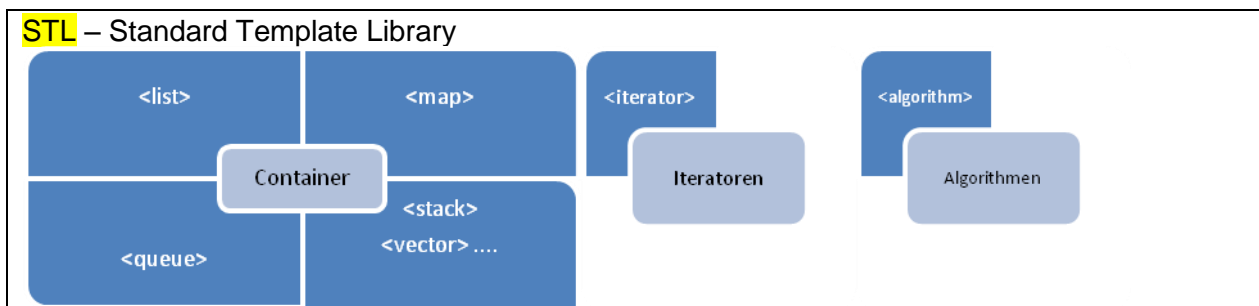 STL – Standard Template Library
<list>
<map>
<iterator>
<algorithm>
Container
Iteratoren
Algorithmen
<queue>
<stack>
<vector> ....